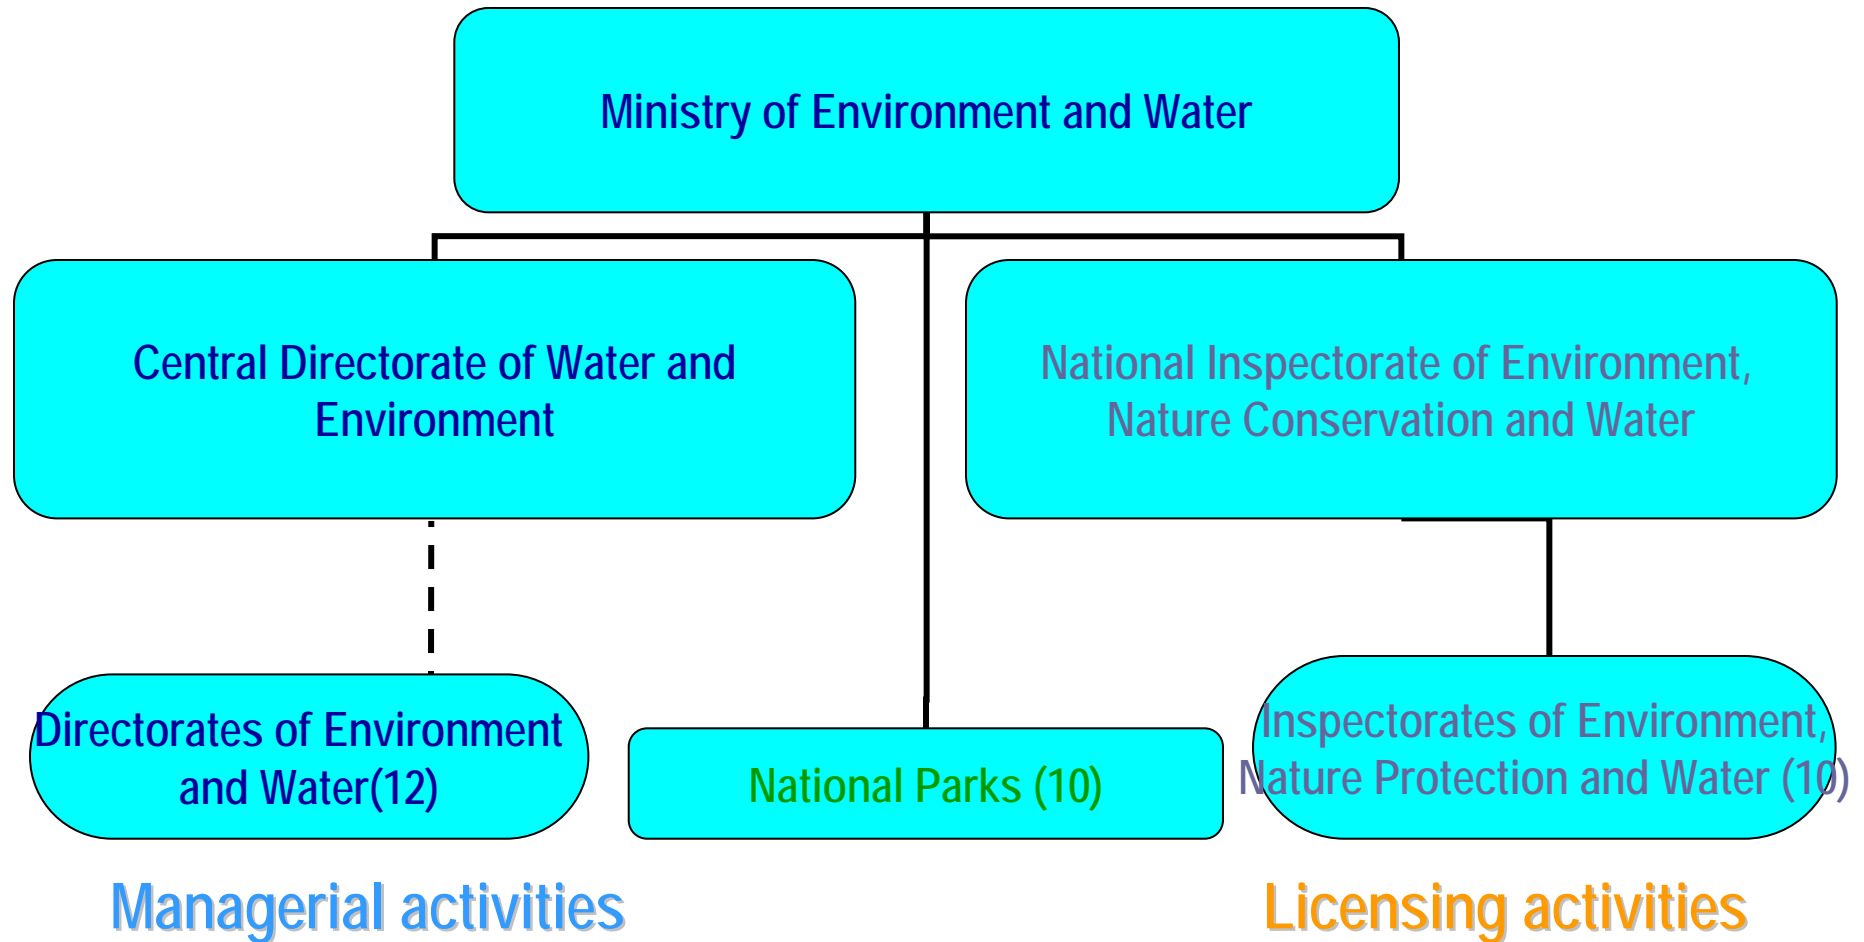 Ministry of Environment and Water
Central Directorate of Water and
Environment
National Inspectorate of Environment,
Nature Conservation and Water
Directorates of Environment
and Water(12)
National Parks (10)
Inspectorates of Environment,
Nature Protection and Water (10)
Managerial activities
Licensing activities